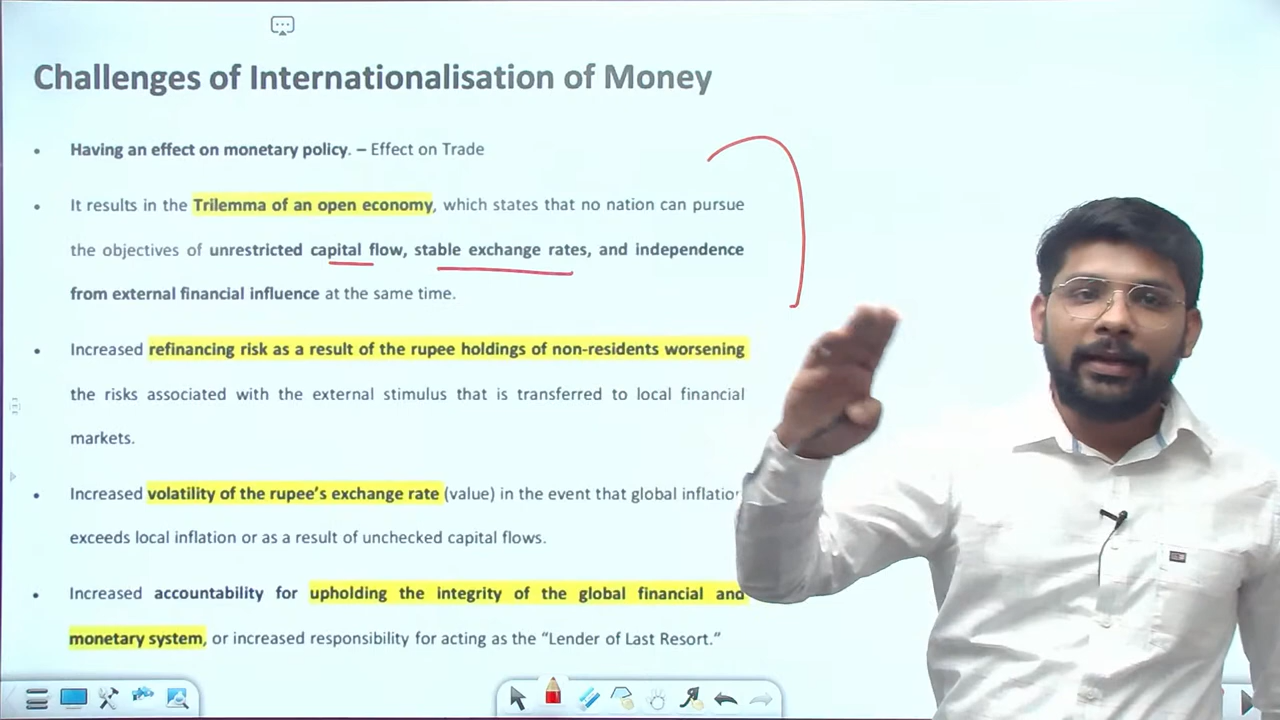 Challenges of Internationalisation of Money
• Having an effect on monetary policy. – Effect on Trade
• It results in the Trilemma of an open economy, which states that no nation can pursue
the objectives of unrestricted capital flow, stable exchange rates, and independence
from external financial influence at the same time.
• Increased refinancing risk as a result of the rupee holdings of non-residents worsening
the risks associated with the external stimulus that is transferred to local financial
markets.
• Increased volatility of the rupee’s exchange rate (value) in the event that global inflation
exceeds local inflation or as a result of unchecked capital flows.
• Increased accountability for upholding the integrity of the global financial and
monetary system, or increased responsibility for acting as the “Lender of Last Resort.”